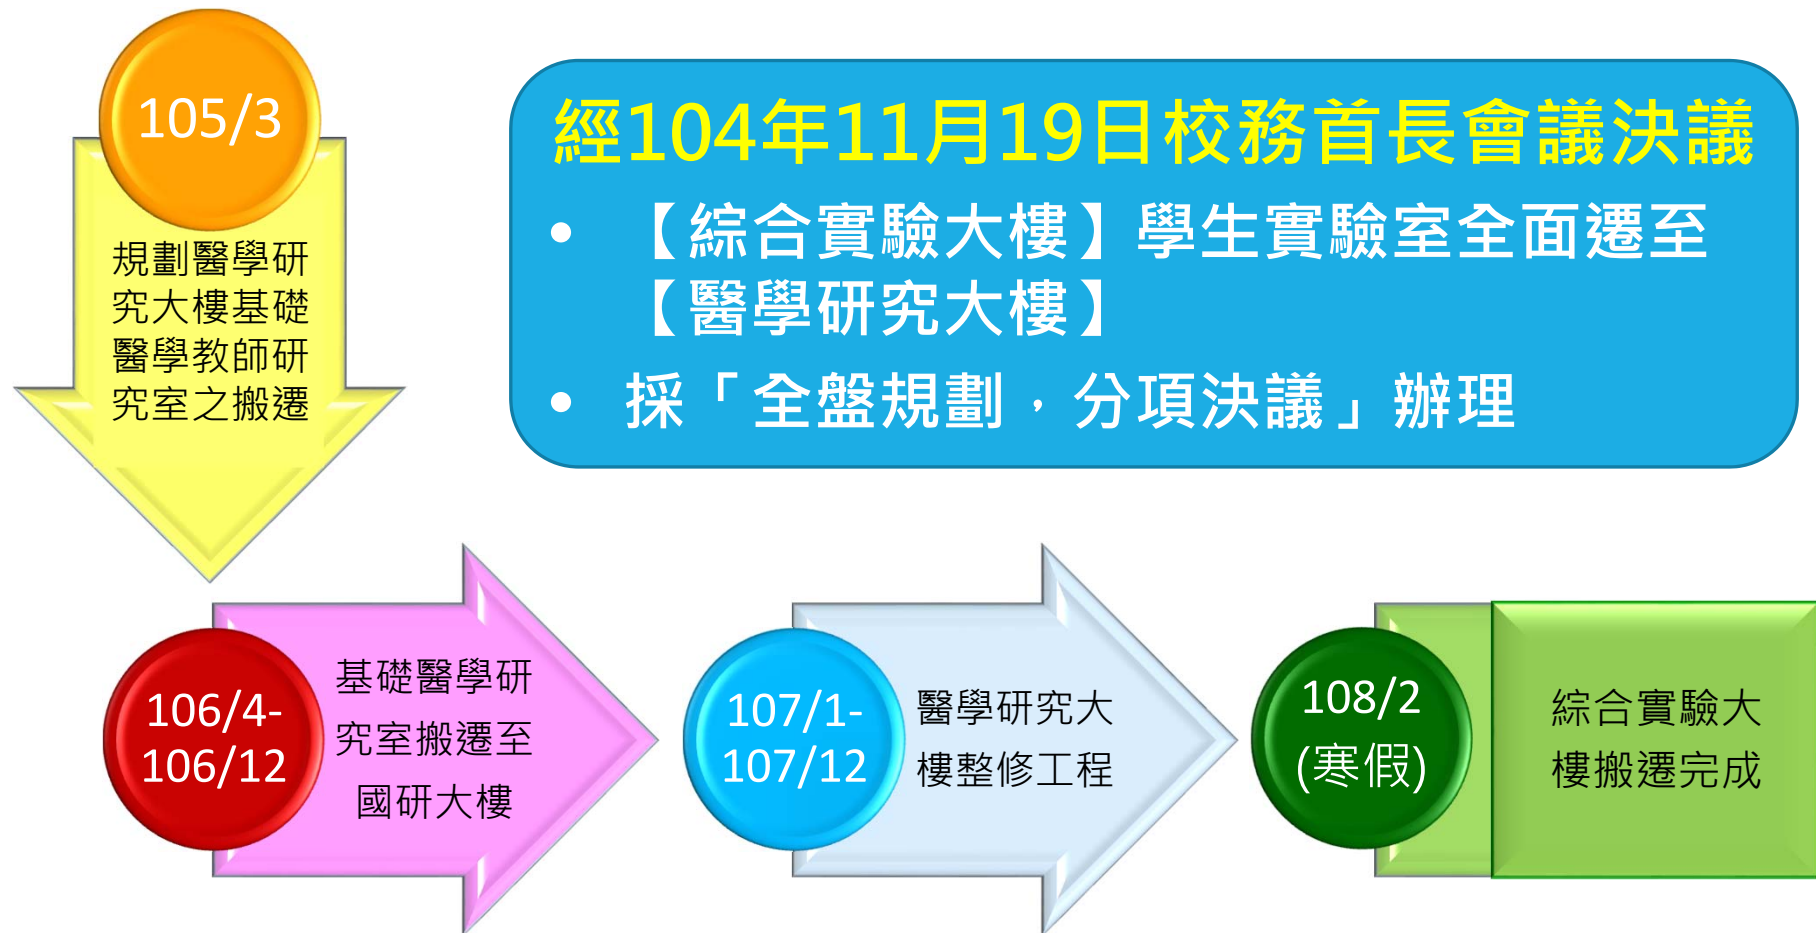 105/3
規劃醫學研
究大樓基礎
醫學教師研
究室之搬遷
經104年11月19日校務首長會議決議
• 【綜合實驗大樓】學生實驗室全面遷至
【醫學研究大樓】
• 採「全盤規劃，分項決議」辦理
106/4-
106/12
基礎醫學研
究室搬遷至
國研大樓
107/1-
107/12
醫學研究大
樓整修工程
108/2
(寒假)
綜合實驗大
樓搬遷完成